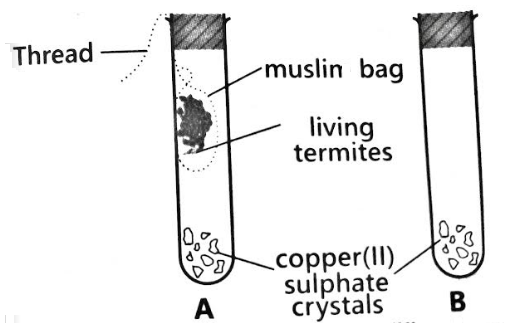 Thread
muslin bag
living
termites
copper(II)
sulphate
crystals
A
B